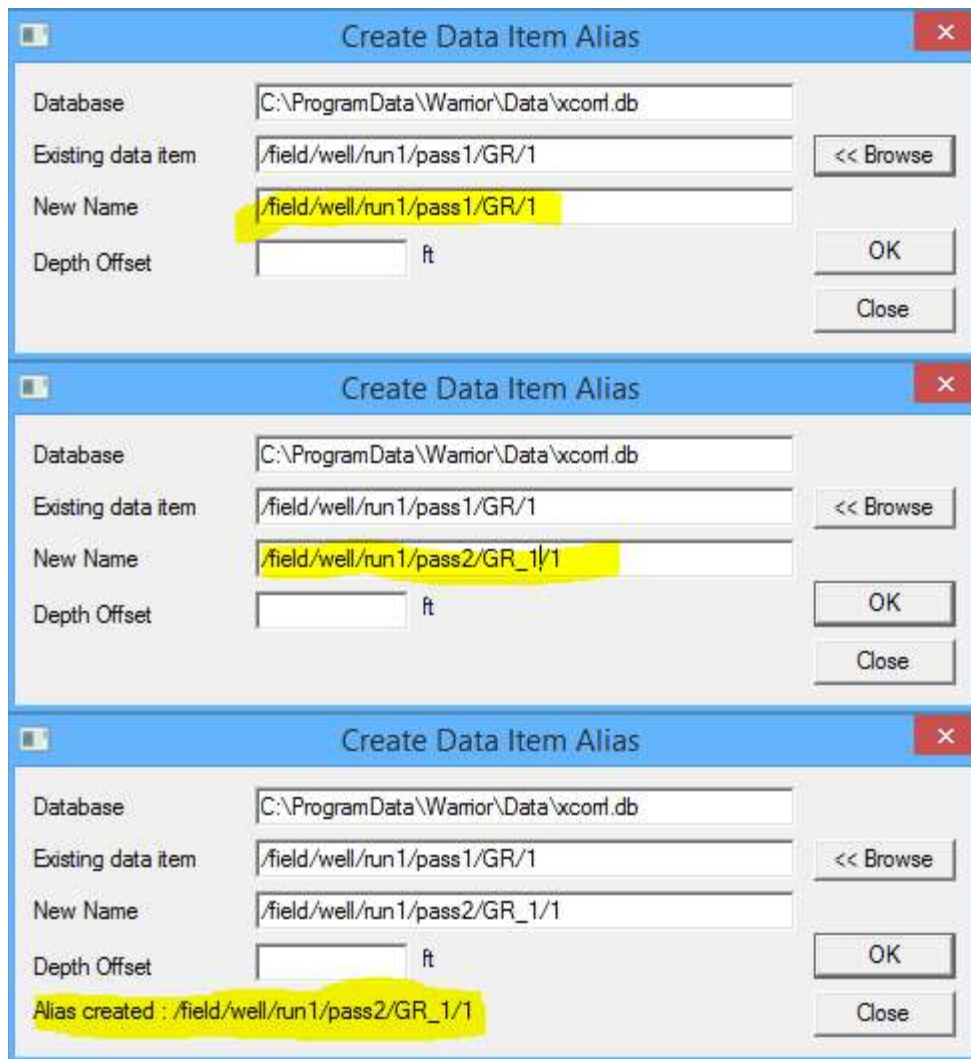 Create Data Item Alias
Database C:\ProgramData\Warrior\Data\xcorrl.db
Existing data item /field/well/run1/pass1/GR/1 << Browse
New Name /field/well/run1/pass1/GR/1
Depth Offset ft OK
Close
Create Data Item Alias
Database C:\ProgramData\Warrior\Data\xcorrl.db
Existing data item /field/well/run1/pass1/GR/1 << Browse
New Name /field/well/run1/pass2/GR_1/1
Depth Offset ft OK
Close
Create Data Item Alias
Database C:\ProgramData\Warrior\Data\xcorrl.db
Existing data item /field/well/run1/pass1/GR/1 << Browse
New Name /field/well/run1/pass2/GR_1/1
Depth Offset ft OK
Alias created : /field/well/run1/pass2/GR_1/1 Close